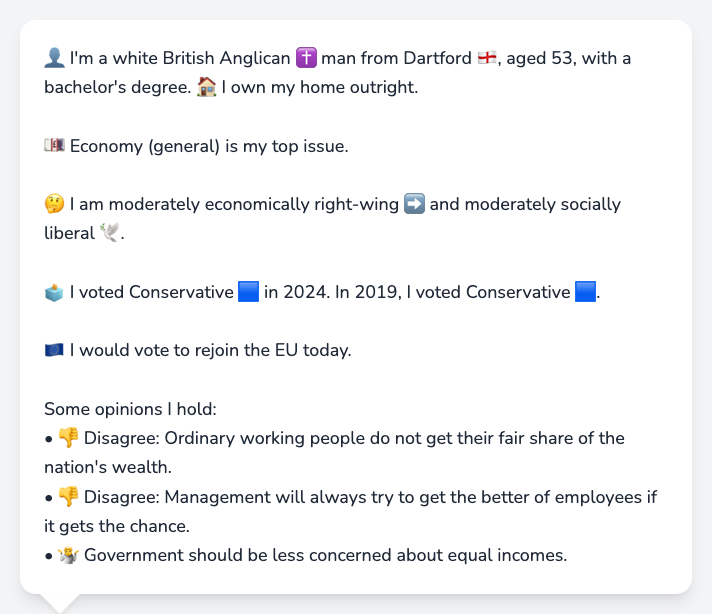 👤 I'm a white British Anglican ✝️ man from Dartford 🏴󠁧󠁢󠁥󠁮󠁧󠁿, aged 53, with a
bachelor's degree. 🏠 I own my home outright.
💷 Economy (general) is my top issue.
🤔 I am moderately economically right-wing ➡️ and moderately socially
liberal 🕊️.
🗳️ I voted Conservative 🟦 in 2024. In 2019, I voted Conservative 🟦.
🇪🇺 I would vote to rejoin the EU today.
Some opinions I hold:
• 👎 Disagree: Ordinary working people do not get their fair share of the
nation's wealth.
• 👎 Disagree: Management will always try to get the better of employees if
it gets the chance.
• 🤷 Government should be less concerned about equal incomes.